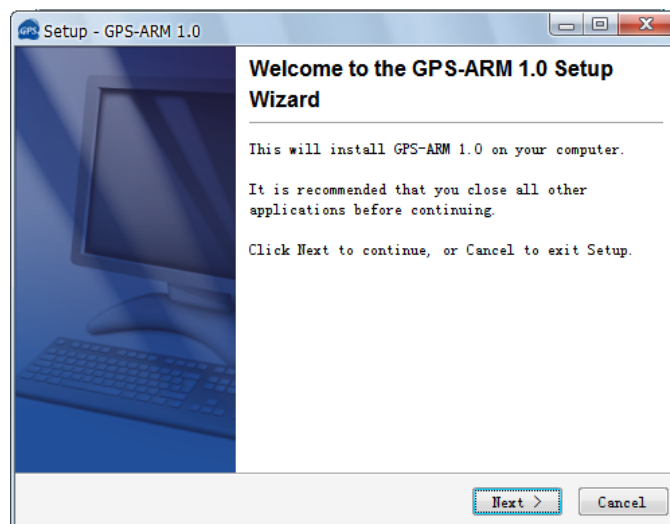 GPS Setup - GPS-ARM 1.0
Welcome to the GPS-ARM 1.0 Setup
Wizard
This will install GPS-ARM 1.0 on your computer.
It is recommended that you close all other
applications before continuing.
Click Next to continue, or Cancel to exit Setup.
Next > Cancel